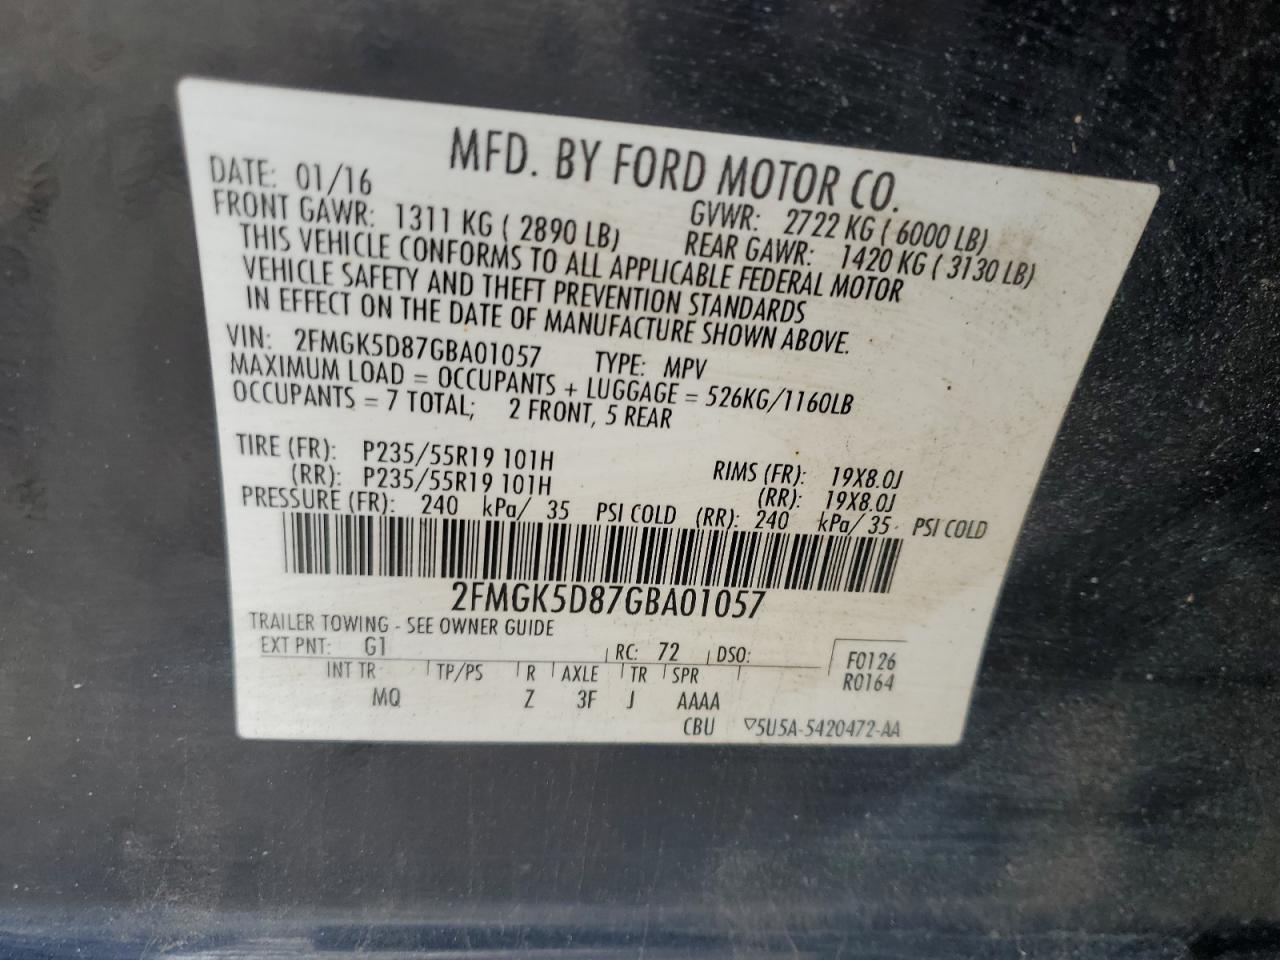 MFD. BY FORD MOTOR CO.
DATE: 01/16 GVWR: 2722 KG ( 6000 LB)
FRONT GAWR: 1311 KG ( 2890 LB) REAR GAWR: 1420 KG ( 3130 LB)
THIS VEHICLE CONFORMS TO ALL APPLICABLE FEDERAL MOTOR
VEHICLE SAFETY AND THEFT PREVENTION STANDARDS
IN EFFECT ON THE DATE OF MANUFACTURE SHOWN ABOVE.
VIN: 2FMGK5D87GBA01057 TYPE: MPV
MAXIMUM LOAD = OCCUPANTS + LUGGAGE = 526KG/1160LB
OCCUPANTS = 7 TOTAL; 2 FRONT, 5 REAR
TIRE (FR): P235/55R19 101H RIMS (FR): 19X8.0J
(RR): P235/55R19 101H (RR): 19X8.0J
PRESSURE (FR): 240 kPa/ 35 PSI COLD (RR): 240 kPa/ 35 PSI COLD
2FMGK5D87GBA01057
TRAILER TOWING - SEE OWNER GUIDE
EXT PNT: G1 RC: 72 DSO: F0126
INT TR TP/PS R AXLE TR SPR R0164
MQ Z 3F J AAAA
CBU ▽5U5A-5420472-AA